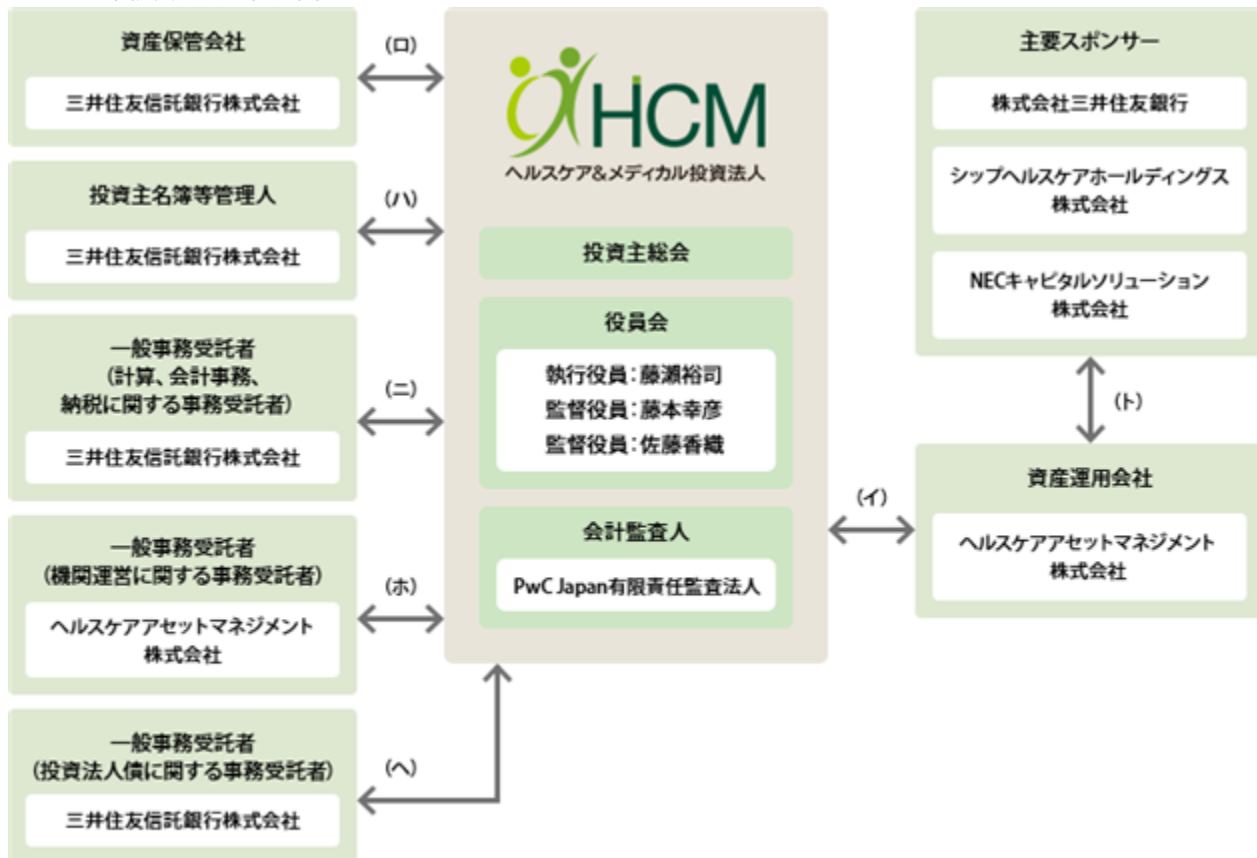 資産保管会社
三井住友信託銀行株式会社
(ロ)
投資主名簿等管理人
三井住友信託銀行株式会社
(ハ)
一般事務受託者
(計算、会計事務、
納税に関する事務受託者)
三井住友信託銀行株式会社
(ニ)
一般事務受託者
(機関運営に関する事務受託者)
ヘルスケアアセットマネジメント
株式会社
(ホ)
一般事務受託者
(投資法人債に関する事務受託者)
三井住友信託銀行株式会社
(ヘ)
HCM
ヘルスケア&メディカル投資法人
投資主総会
役員会
執行役員：藤瀬裕司
監督役員：藤本幸彦
監督役員：佐藤香織
会計監査人
PwC Japan有限責任監査法人
(イ)
主要スポンサー
株式会社三井住友銀行
シップヘルスケアホールディングス
株式会社
NECキャピタルソリューション
株式会社
(ト)
資産運用会社
ヘルスケアアセットマネジメント
株式会社